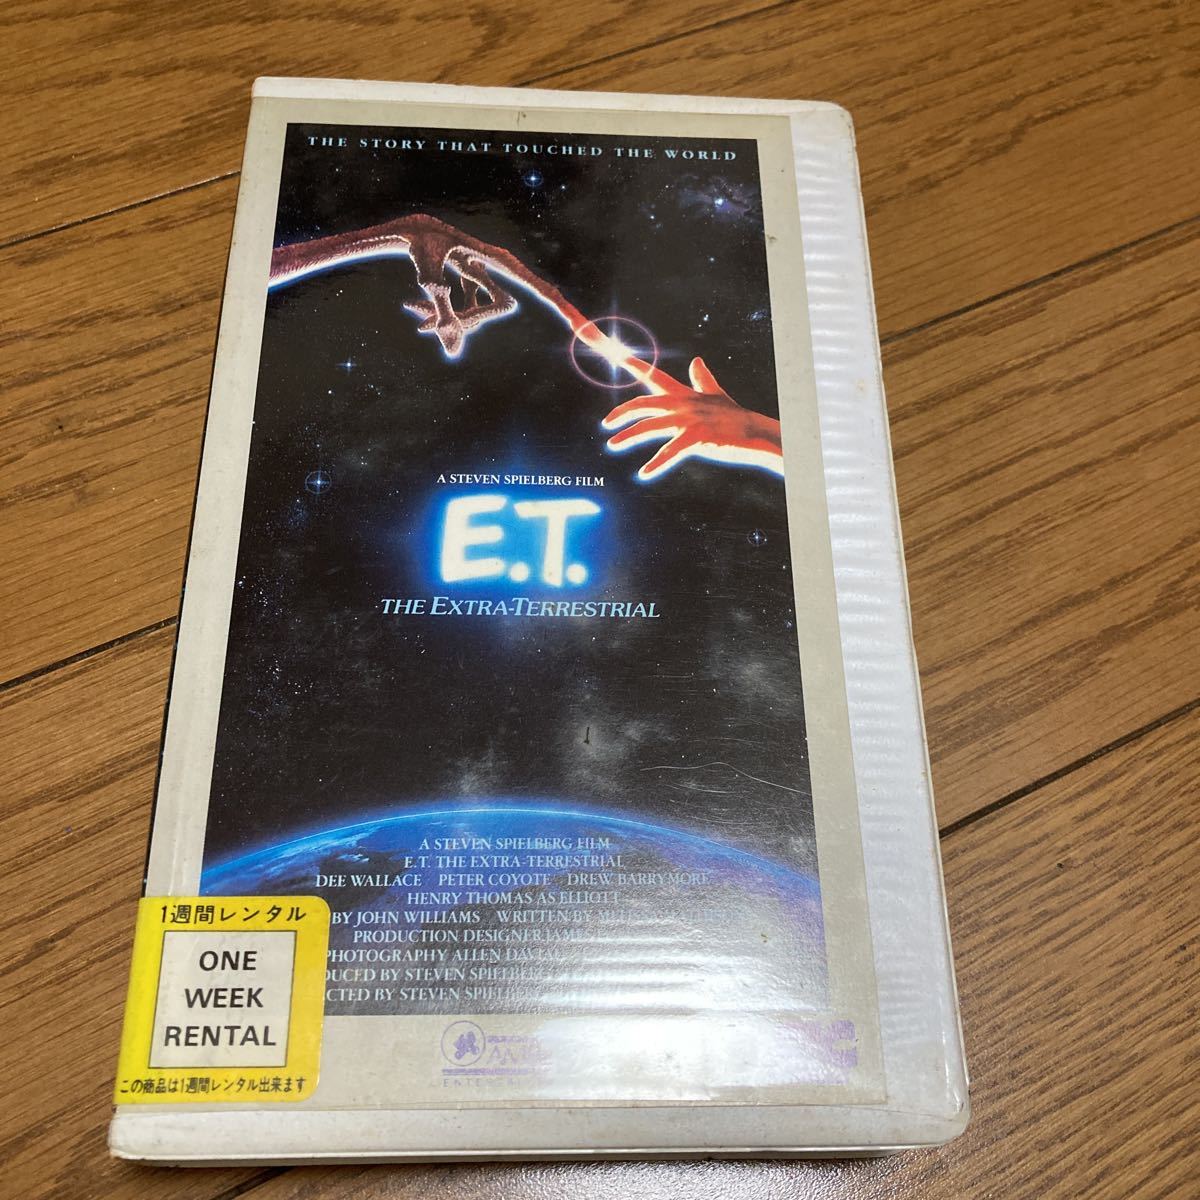 THE STORY THAT TOUCHED THE WORLD
A STEVEN SPIELBERG FILM
E.T.
THE EXTRA-TERRESTRIAL
A STEVEN SPIELBERG FILM
E.T. THE EXTRA-TERRESTRIAL
DEE WALLACE PETER COYOTE DREW BARRYMORE
HENRY THOMAS AS ELLIOTT
BY JOHN WILLIAMS WRITTEN BY
PRODUCTION DESIGNER
PHOTOGRAPHY ALLEN
BY STEVEN
BY STEVEN
1週間レンタル
ONE
WEEK
RENTAL
この商品は1週間レンタル出来ます